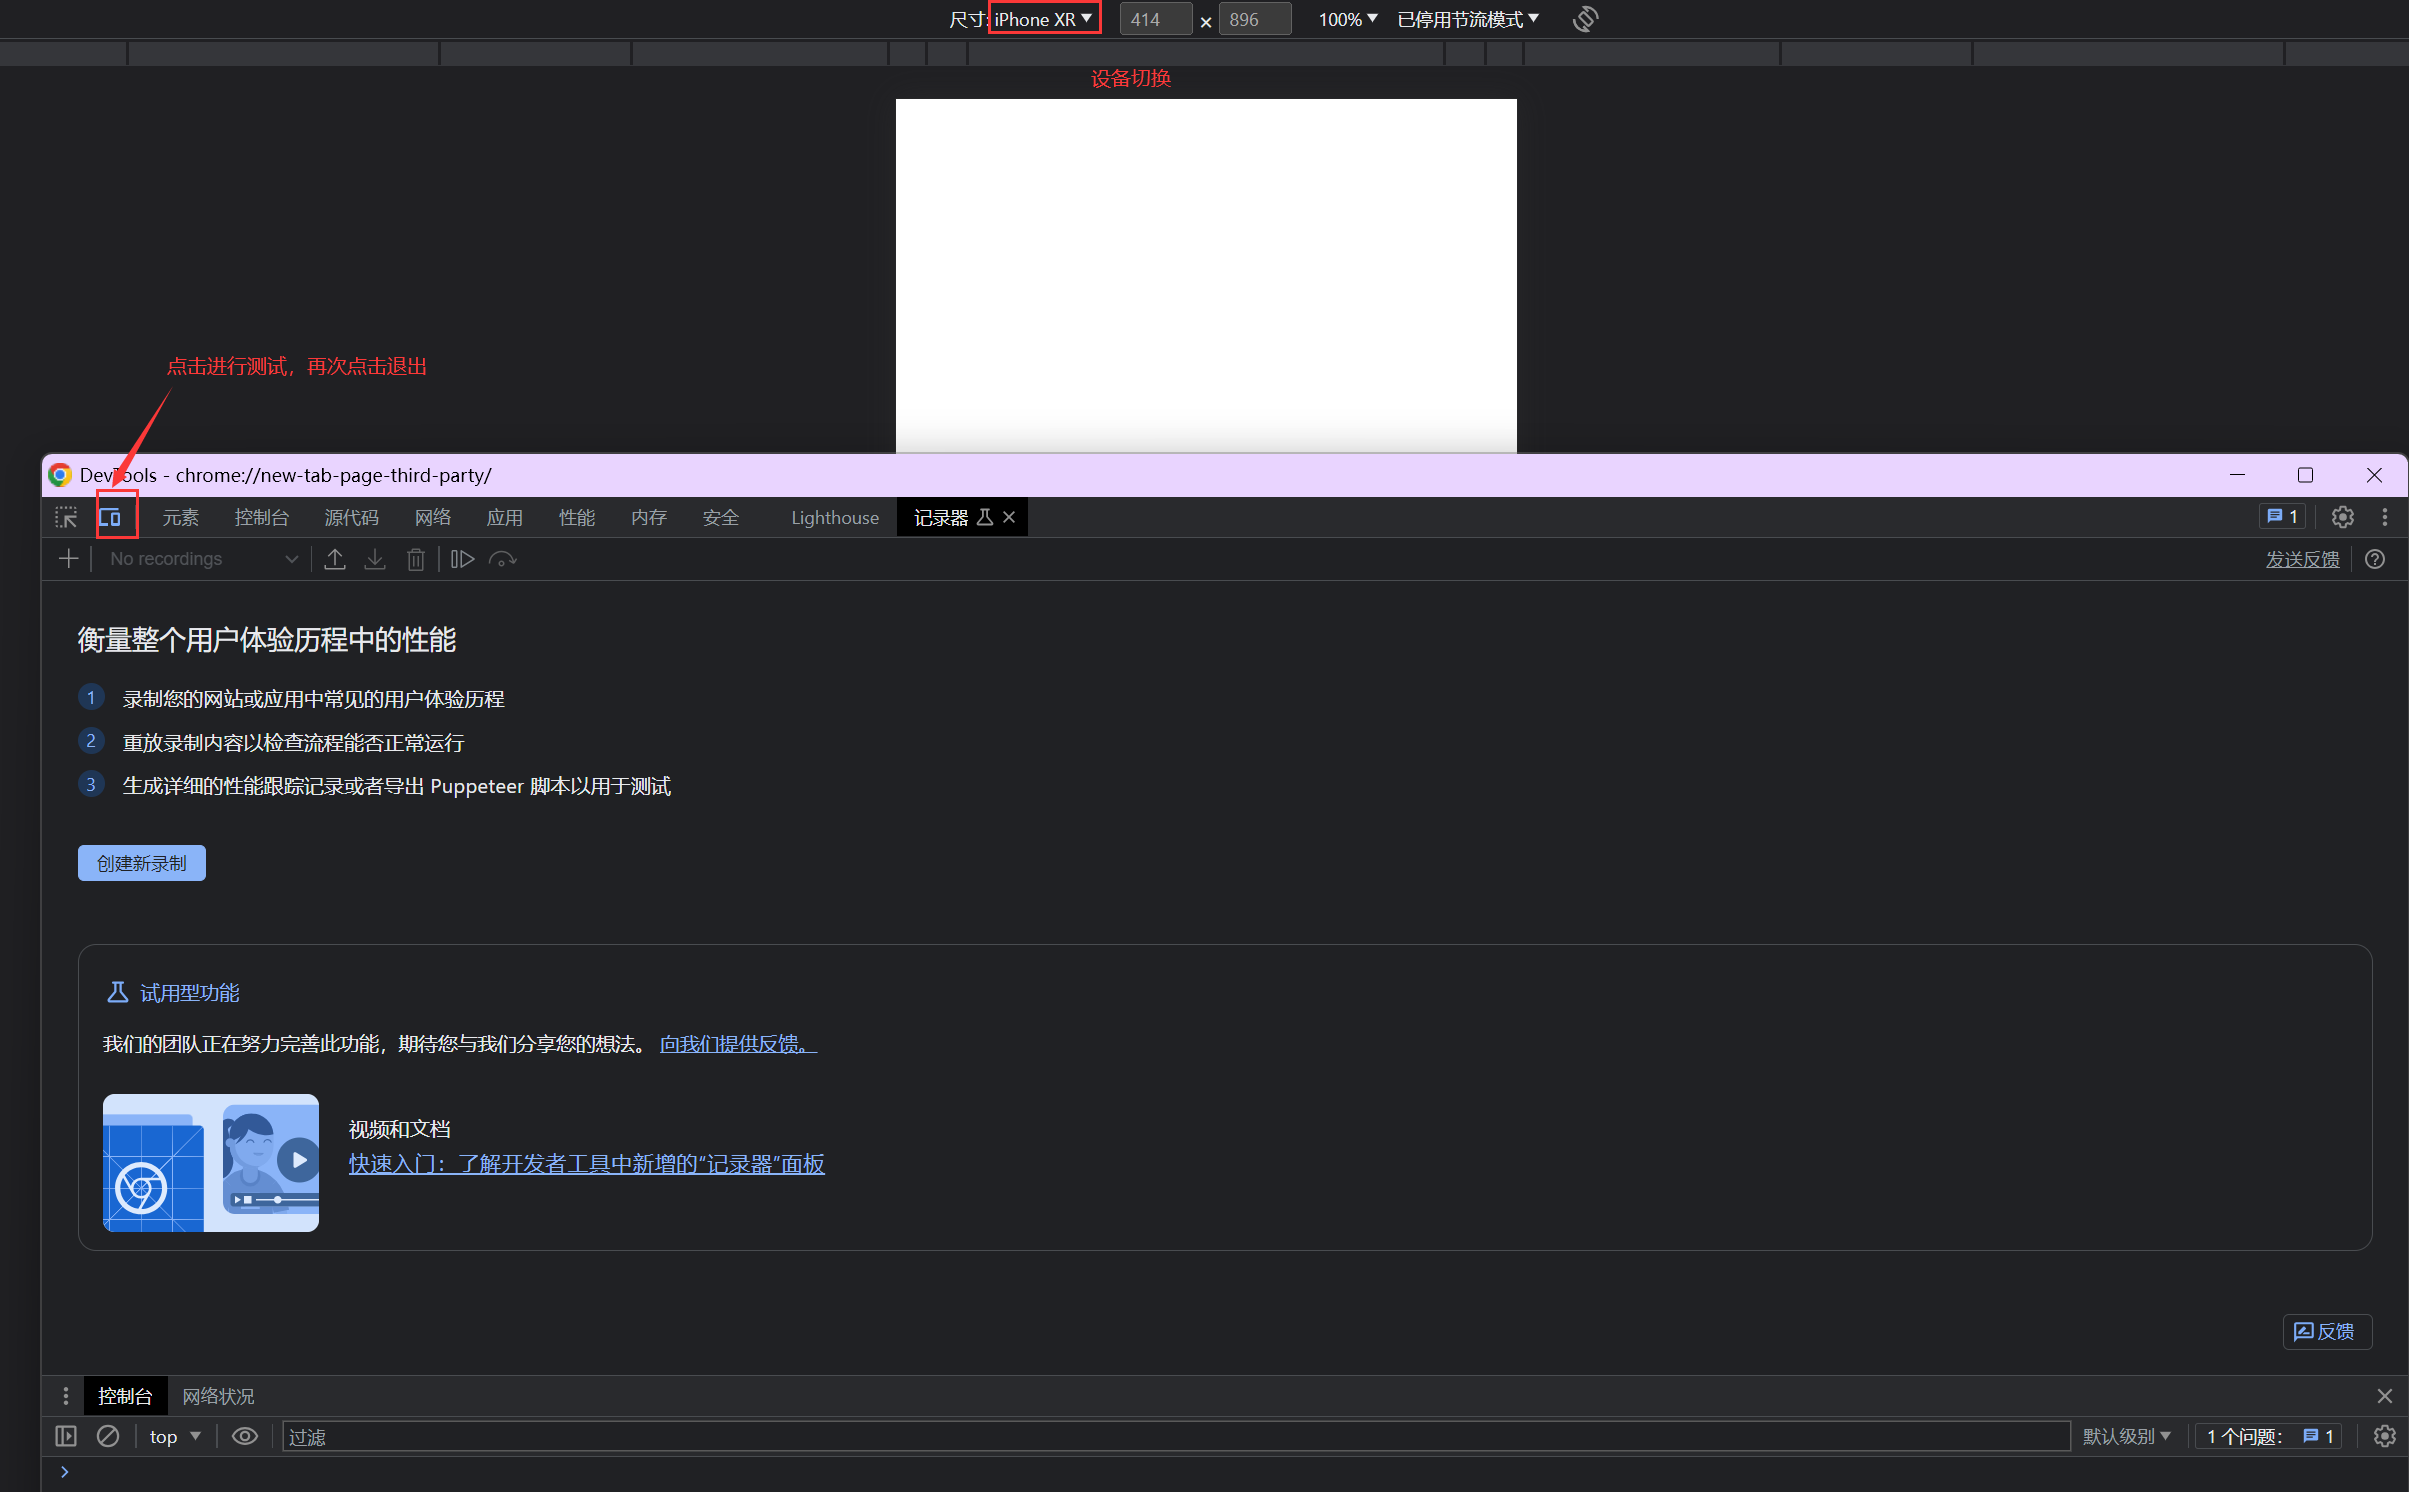 尺寸: iPhone XR ▼ 414 × 896 100% ▼ 已停用节流模式 ▼
设备切换
点击进行测试，再次点击退出
DevTools - chrome://new-tab-page-third-party/
元素 控制台 源代码 网络 应用 性能 内存 安全 Lighthouse 记录器 1
No recordings 发送反馈
衡量整个用户体验历程中的性能
1 录制您的网站或应用中常见的用户体验历程
2 重放录制内容以检查流程能否正常运行
3 生成详细的性能跟踪记录或者导出 Puppeteer 脚本以用于测试
创建新录制
试用型功能
我们的团队正在努力完善此功能，期待您与我们分享您的想法。 向我们提供反馈。
视频和文档
快速入门：了解开发者工具中新增的“记录器”面板
反馈
控制台 网络状况
top ▼ 过滤 默认级别 ▼ 1 个问题： 1